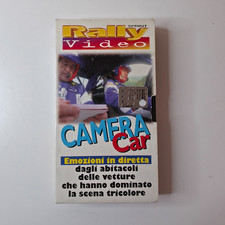 SPRINT
Rally
Video
CAMERA
Car
Emozioni in diretta
dagli abitacoli
delle vetture
che hanno dominato
la scena tricolore